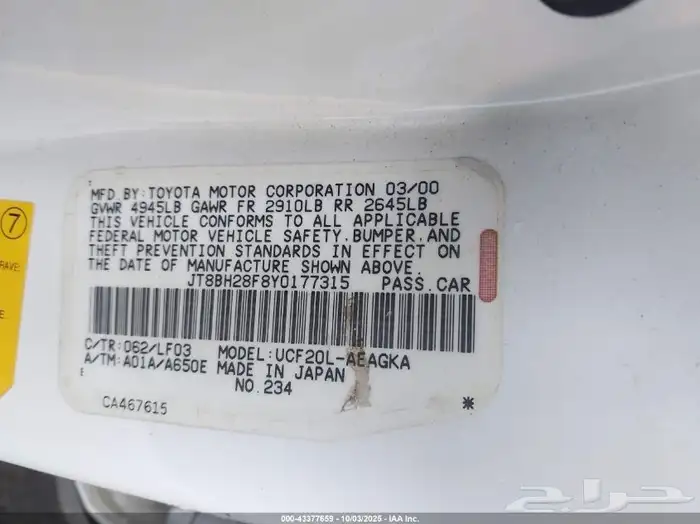 MFD BY: TOYOTA MOTOR CORPORATION 03/00
GVWR 4945LB GAWR FR 2910LB RR 2645LB
THIS VEHICLE CONFORMS TO ALL APPLICABLE
FEDERAL MOTOR VEHICLE SAFETY, BUMPER, AND
THEFT PREVENTION STANDARDS IN EFFECT ON
THE DATE OF MANUFACTURE SHOWN ABOVE.
JT8BH28F8Y0177315 PASS. CAR
C/TR: 062/LF03 MODEL: UCF20L-AEAGKA
A/TM: A01A/A650E MADE IN JAPAN
NO. 234
CA467615 *
7
حراج
000-43377659 - 10/03/2025 - IAA Inc.